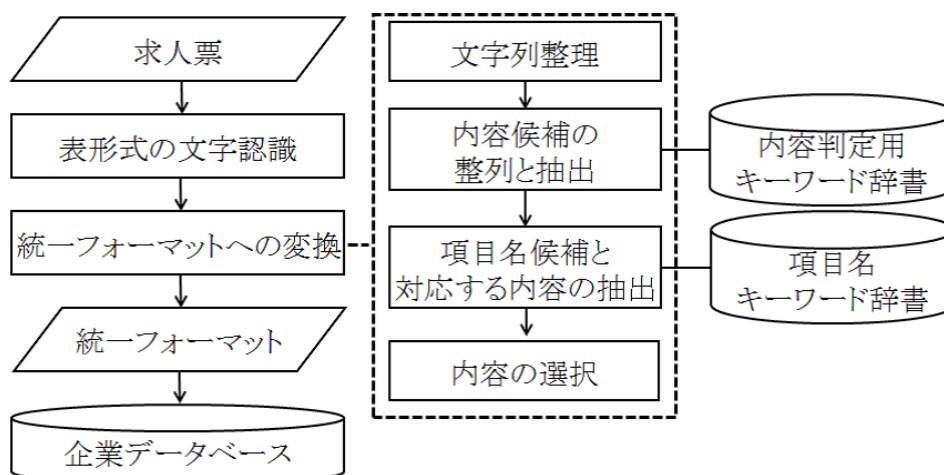 求人票
表形式の文字認識
統一フォーマットへの変換
統一フォーマット
企業データベース
文字列整理
内容候補の
整列と抽出
項目名候補と
対応する内容の抽出
内容の選択
内容判定用
キーワード辞書
項目名
キーワード辞書